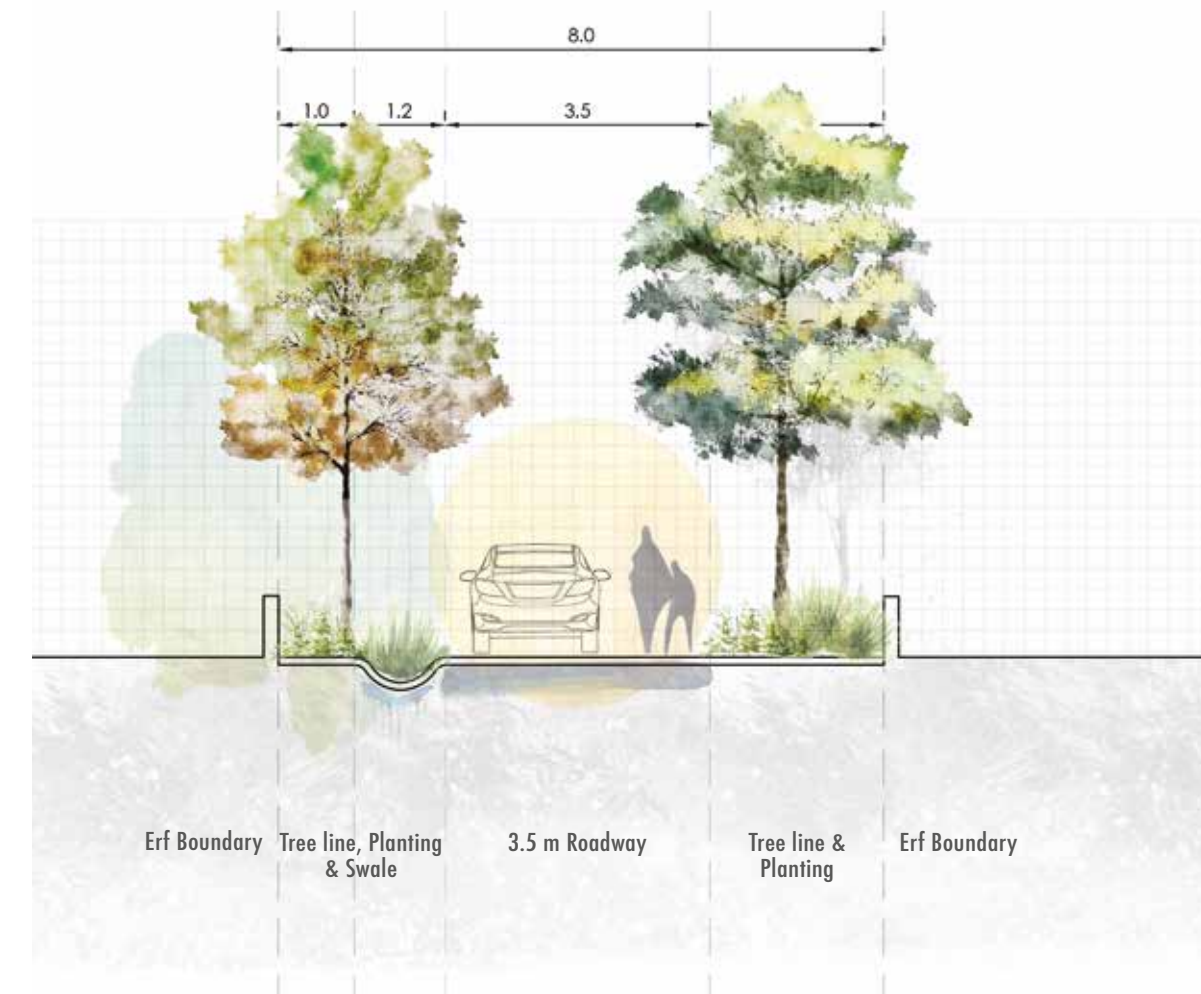 8.0
1.0 1.2 3.5
Erf Boundary
Tree line, Planting
& Swale
3.5 m Roadway
Tree line &
Planting
Erf Boundary